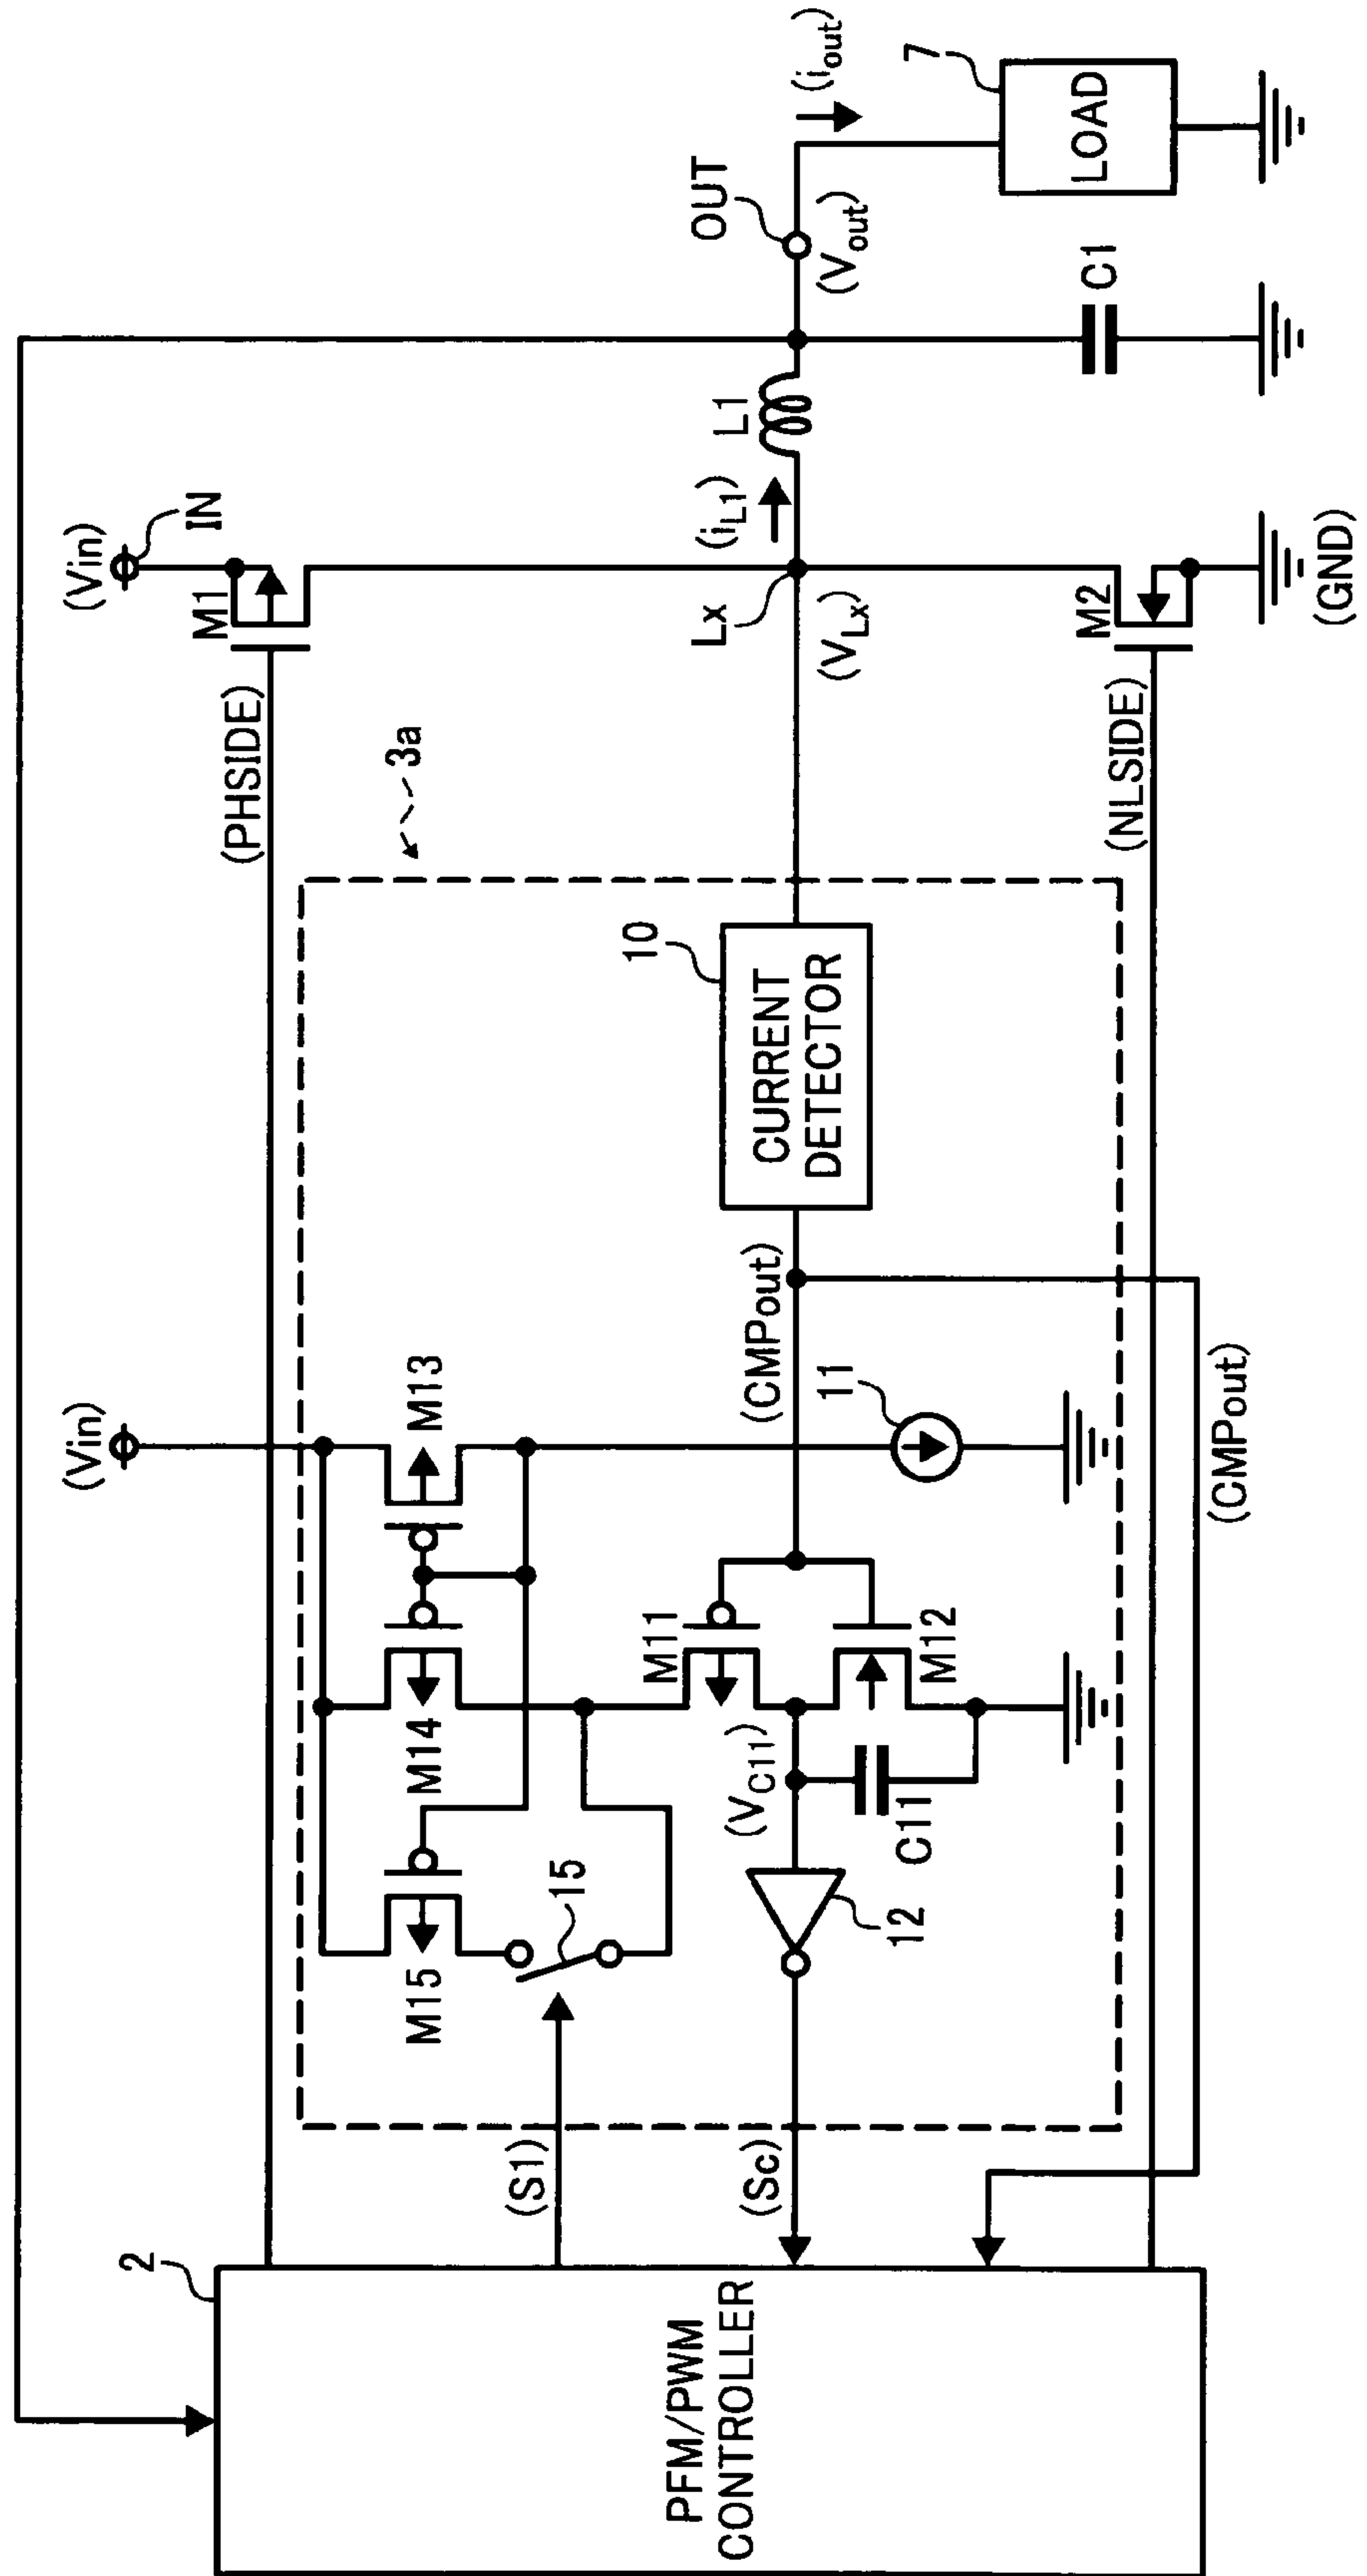 2
PFM/PWM
CONTROLLER
(S1)
(Sc)
(CMPout)
(PHSIDE)
(NLSIDE)
3a
(Vin)
M15
M14
M13
15
M11
M12
(VC11)
C11
12
11
(CMPout)
10
CURRENT
DETECTOR
(Vin)
IN
M1
Lx
(VLx)
M2
(GND)
(iL1)
L1
C1
OUT
(Vout)
(iout)
7
LOAD